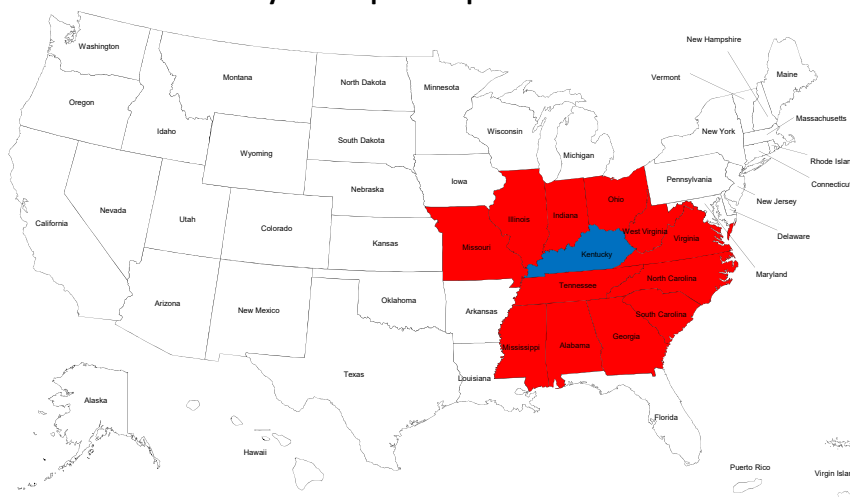 New Hampshire
Washington
Vermont
Maine
Montana
North Dakota
Minnesota
Oregon
Massachusetts
Idaho
Wisconsin
New York
South Dakota
Wyoming
Michigan
Rhode Islan
Pennsylvania
Iowa
Connecticut
Nebraska
New Jersey
Ohio
Nevada
Illinois
Indiana
Utah
California
Colorado
West Virginia
Delaware
Kansas
Missouri
Virginia
Kentucky
Maryland
North Carolina
Tennessee
Arizona
Oklahoma
New Mexico
Arkansas
South Carolina
Georgia
Mississippi
Alabama
Texas
Louisiana
Alaska
Florida
Hawaii
Puerto Rico
Virgin Islan